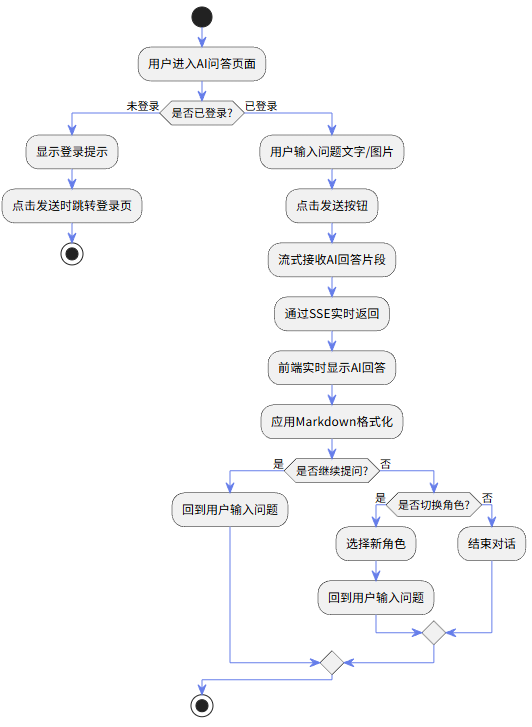 用户进入AI问答页面
未登录
是否已登录?
已登录
显示登录提示
用户输入问题文字/图片
点击发送时跳转登录页
点击发送按钮
流式接收AI回答片段
通过SSE实时返回
前端实时显示AI回答
应用Markdown格式化
是
是否继续提问?
否
回到用户输入问题
是
是否切换角色?
否
选择新角色
结束对话
回到用户输入问题